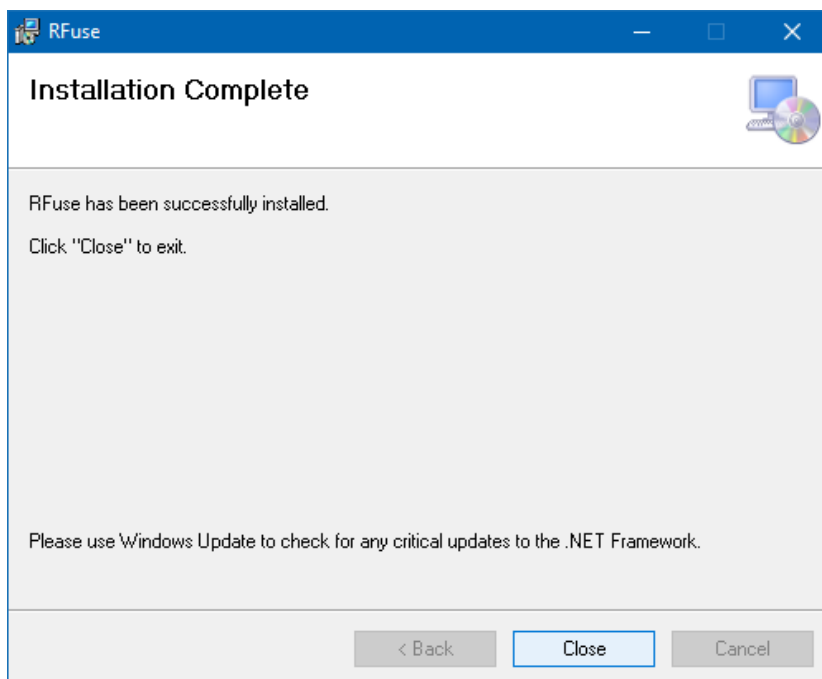 RFuse
Installation Complete
RFuse has been successfully installed.
Click "Close" to exit.
Please use Windows Update to check for any critical updates to the .NET Framework.
< Back
Close
Cancel